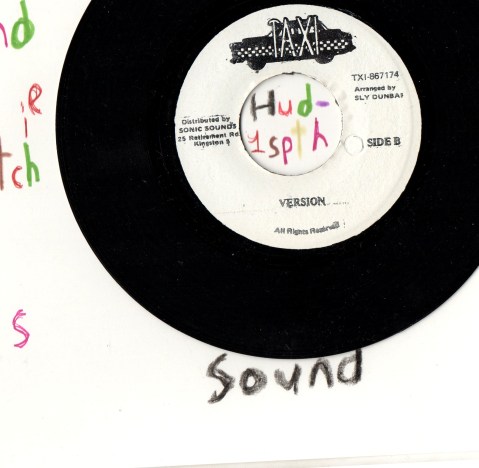 nd
TAXI
TXI-867174
Arranged by
SLY DUNBAR
Distributed by
SONIC SOUNDS
25 Retirement Rd.
Kingston 5
Hud-
1spth
SIDE B
ie
tch
VERSION
All Rights Reserved
S
Sound